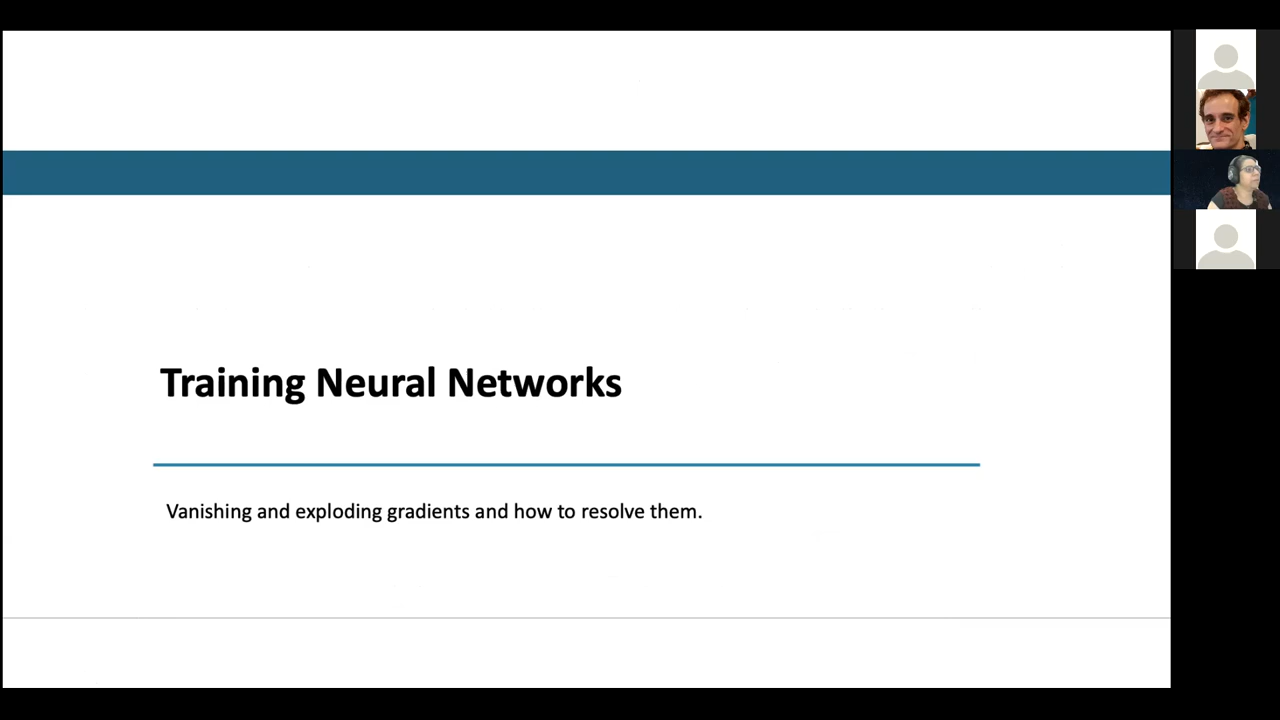 Training Neural Networks
Vanishing and exploding gradients and how to resolve them.